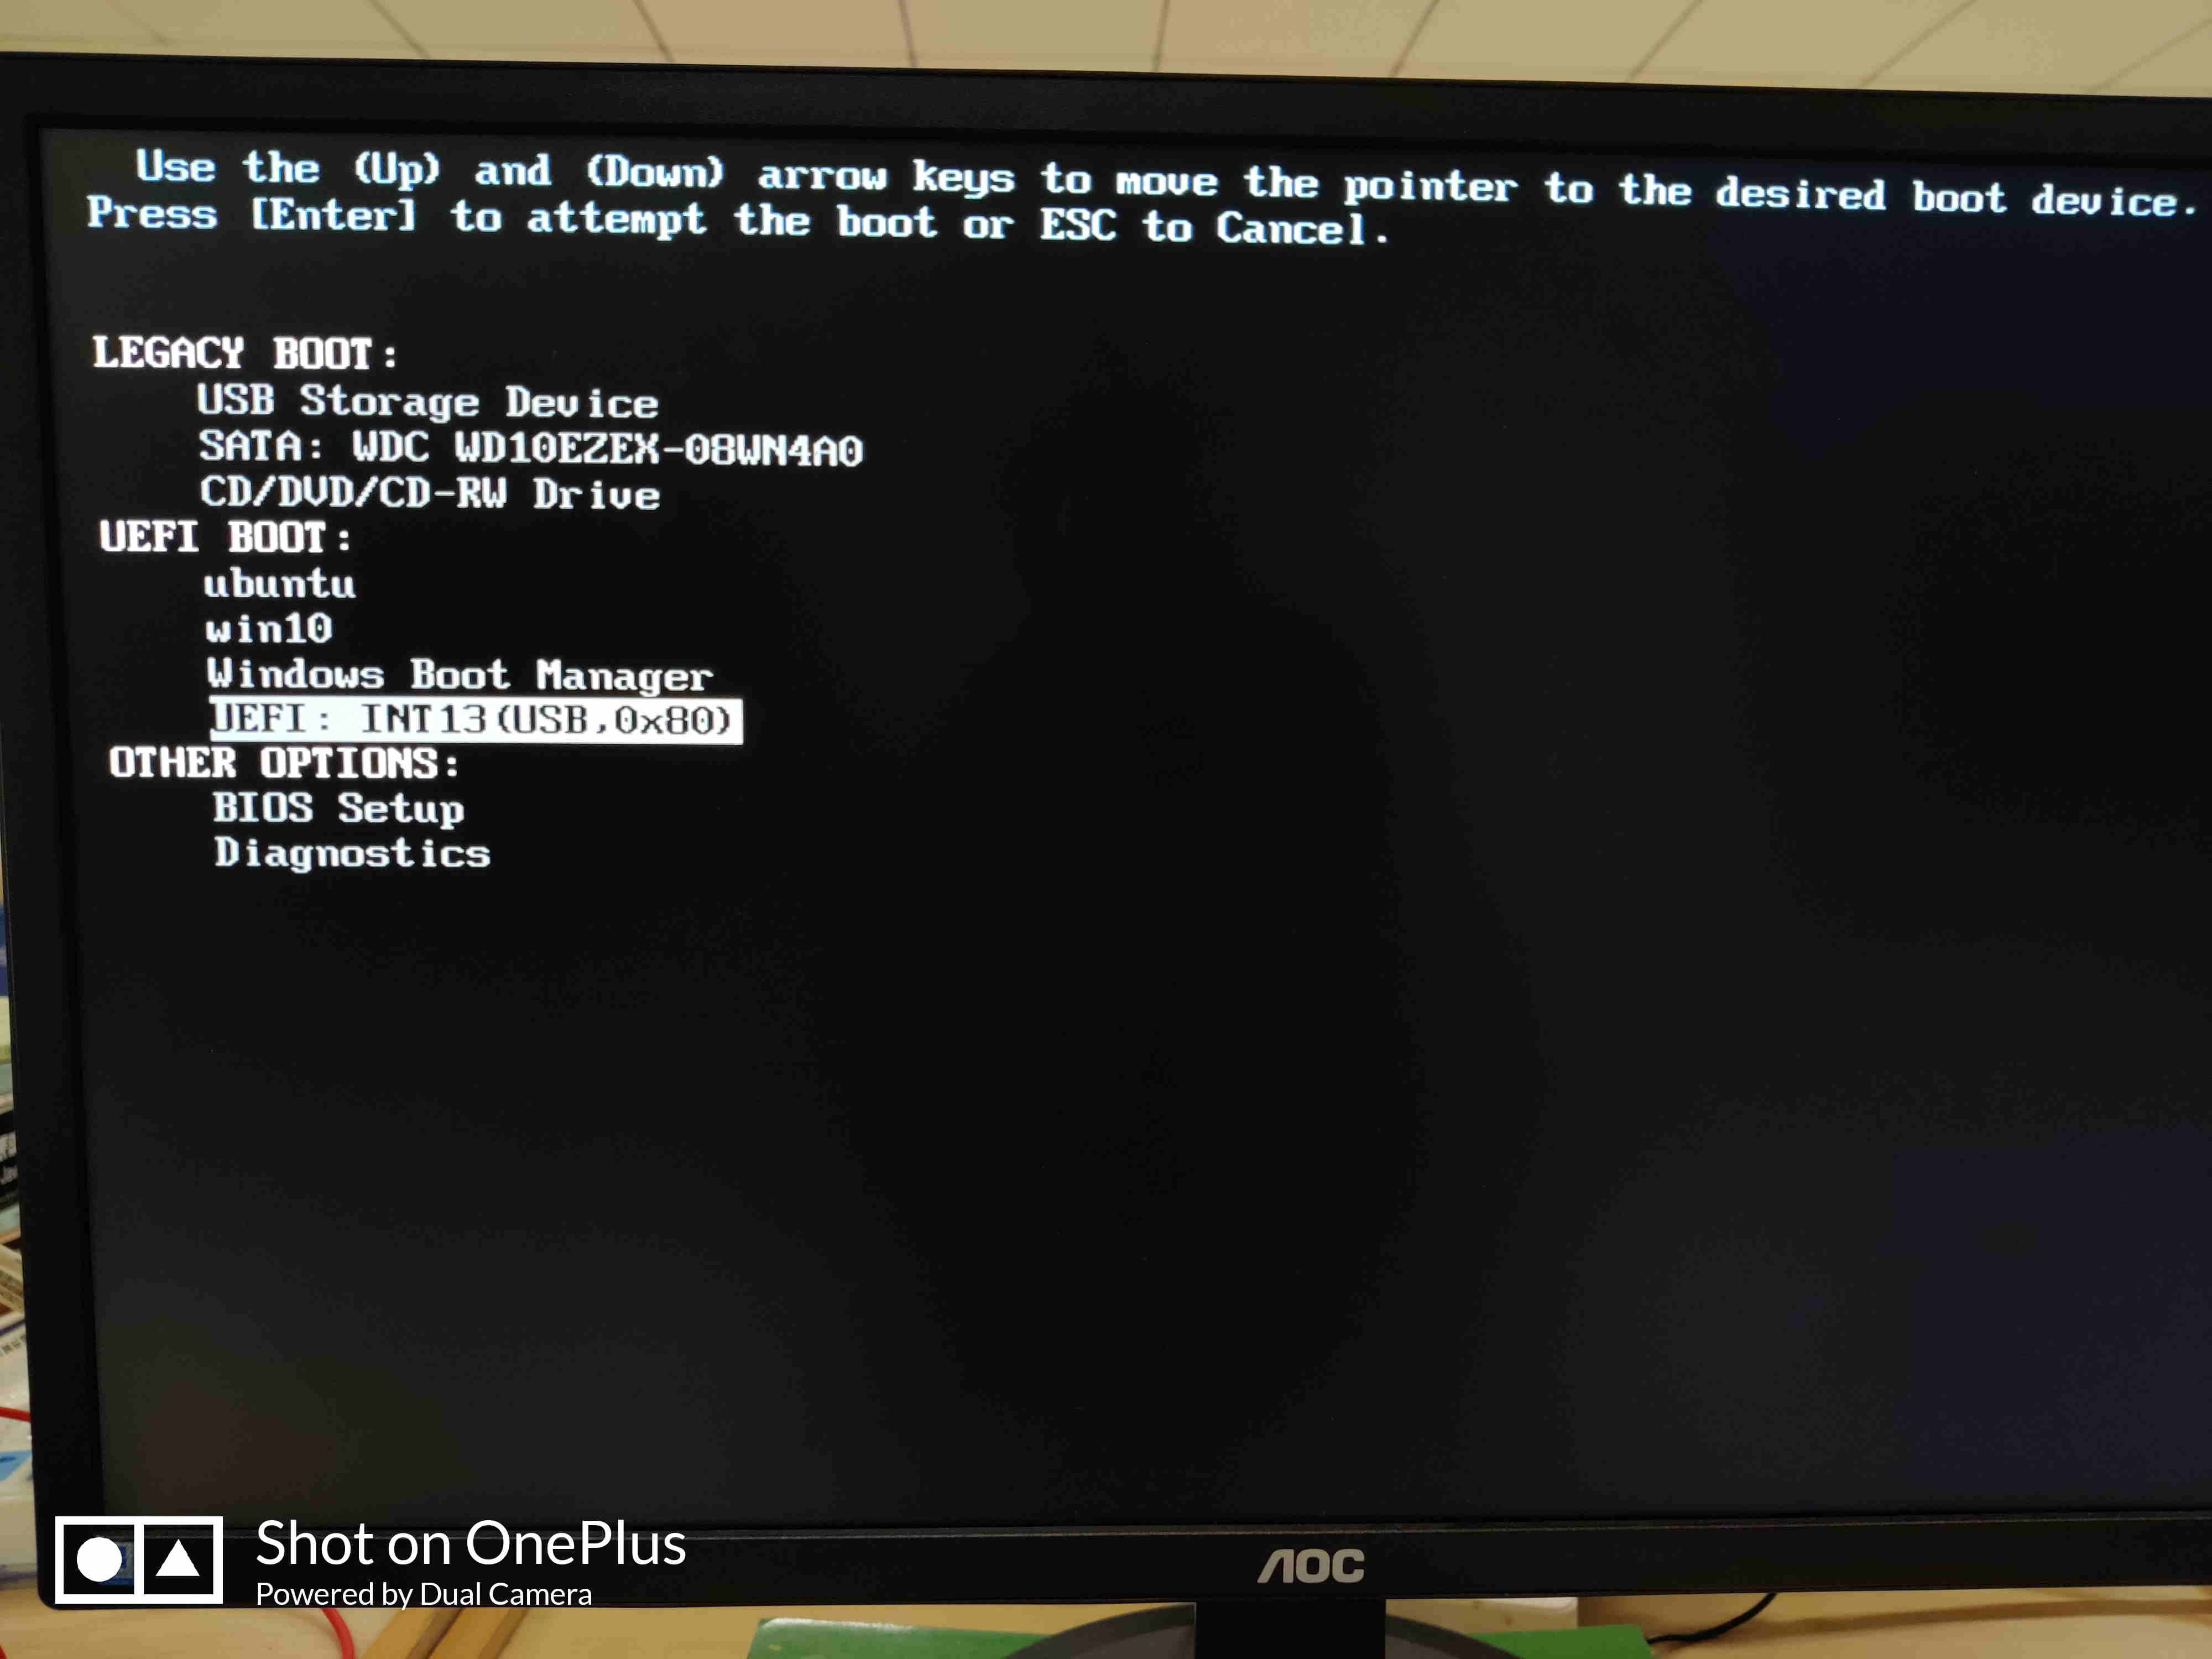 Use the (Up) and (Down) arrow keys to move the pointer to the desired boot device.
Press [Enter] to attempt the boot or ESC to Cancel.
LEGACY BOOT:
USB Storage Device
SATA: WDC WD10EZEX-08WN4A0
CD/DVD/CD-RW Drive
UEFI BOOT:
ubuntu
win10
Windows Boot Manager
UEFI: INT13(USB,0x80)
OTHER OPTIONS:
BIOS Setup
Diagnostics
Shot on OnePlus
Powered by Dual Camera
AOC